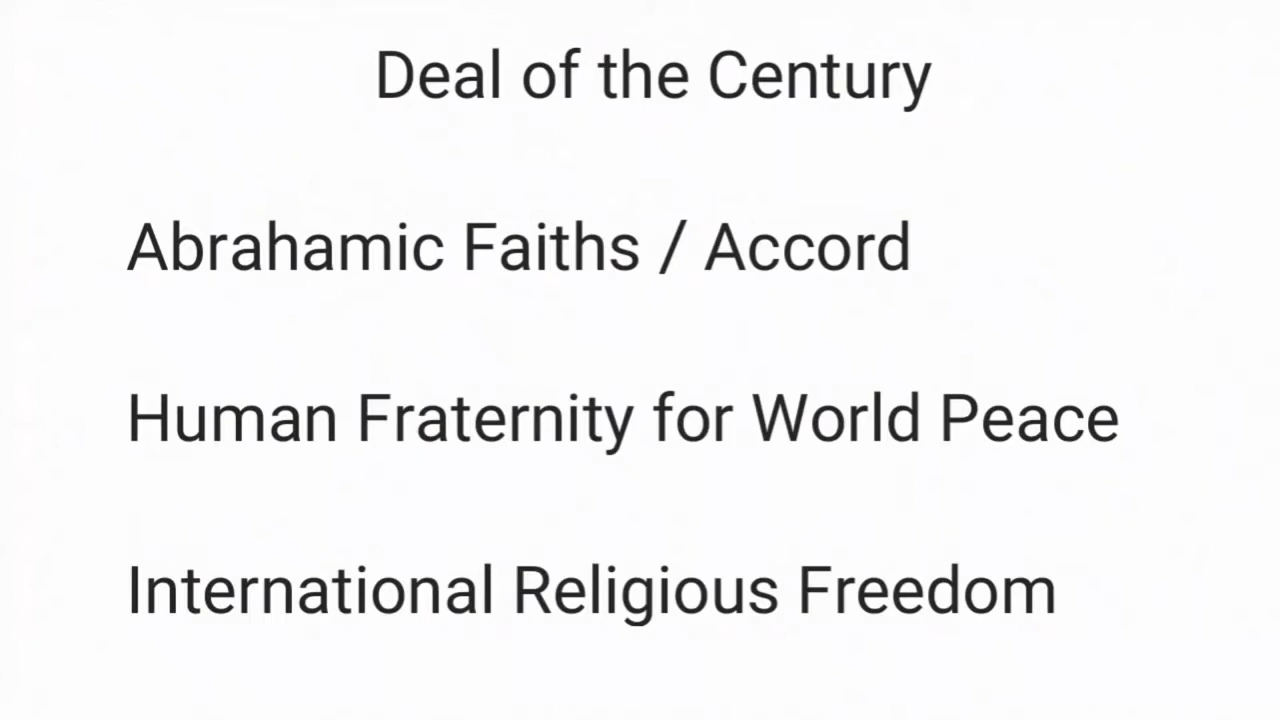 Deal of the Century
Abrahamic Faiths / Accord
Human Fraternity for World Peace
International Religious Freedom